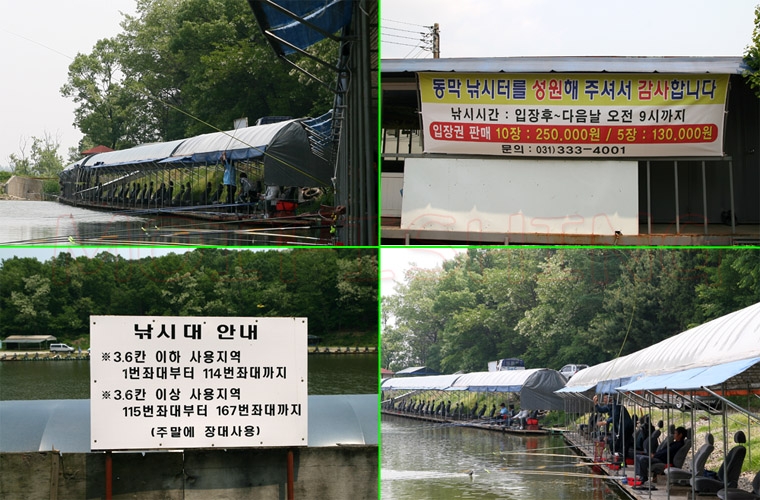 동막 낚시터를 성원해 주셔서 감사합니다
낚시시간 : 입장후~다음날 오전 9시까지
입장권 판매 10장 : 250,000원 / 5장 : 130,000원
문의 : 031) 333-4001
낚시대 안내
※3.6칸 이하 사용지역
1번좌대부터 114번좌대까지
※3.6칸 이상 사용지역
115번좌대부터 167번좌대까지
(주말에 장대사용)